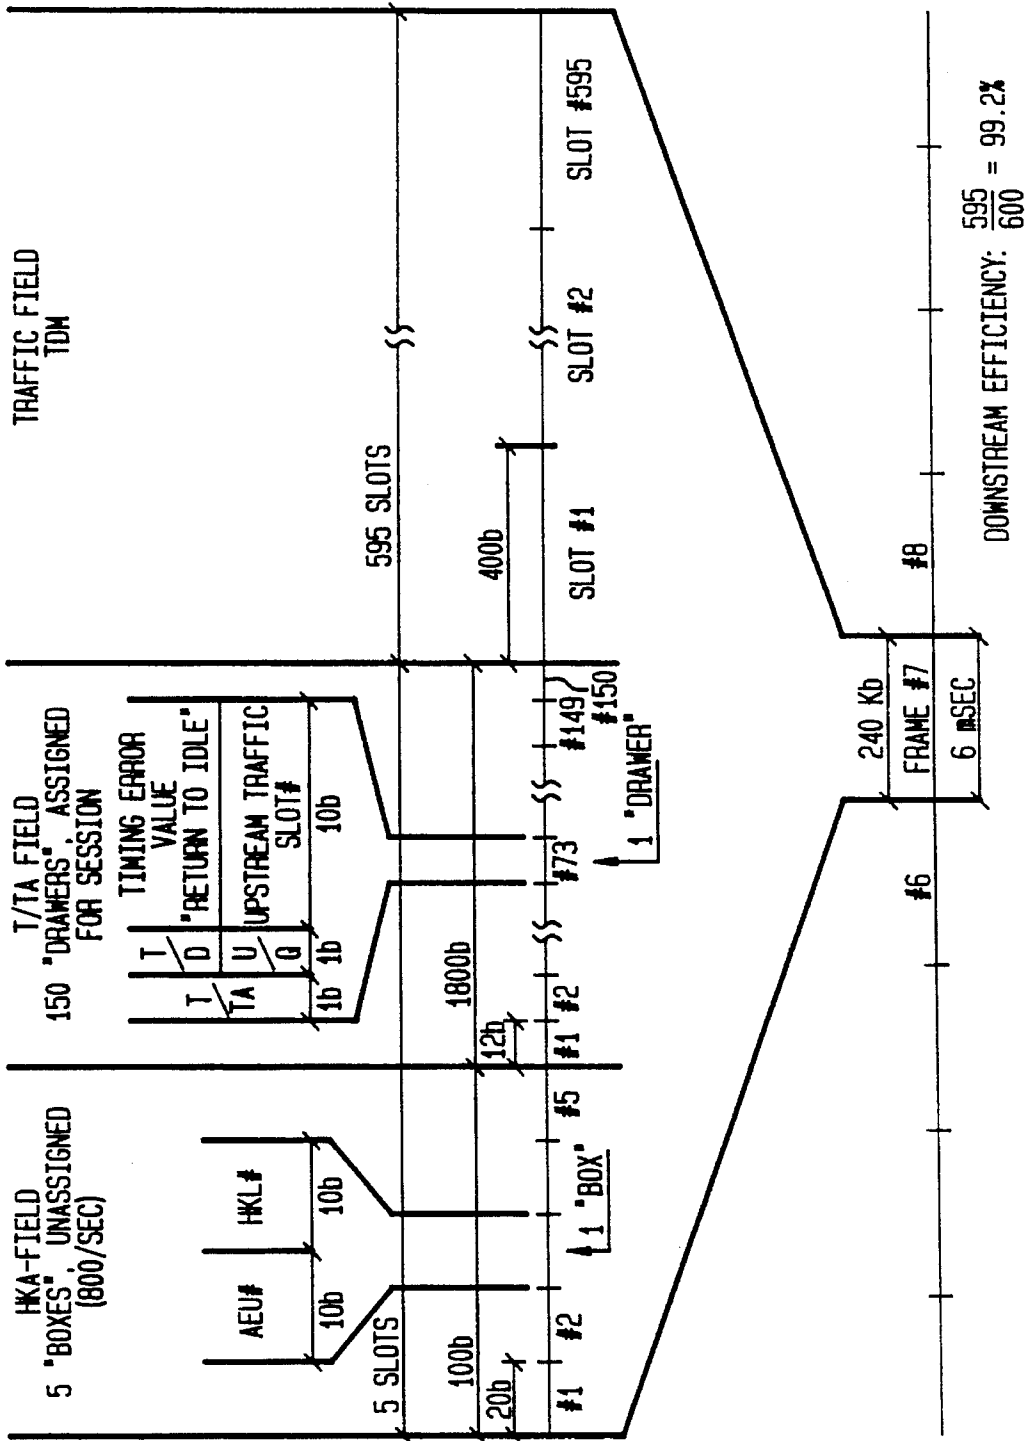 HKA-FIELD
5 "BOXES", UNASSIGNED
(800/SEC)
AEU#
HKL#
10b
10b
5 SLOTS
100b
20b
#1
#2
#5
1 "BOX"
T/TA FIELD
150 "DRAWERS", ASSIGNED
FOR SESSION
T/TA
T/D
TIMING ERROR
VALUE
"RETURN TO IDLE"
U/Q
UPSTREAM TRAFFIC
SLOT#
1b
1b
10b
1800b
12b
#1
#2
#73
#149
#150
1 "DRAWER"
TRAFFIC FIELD
TDM
595 SLOTS
400b
SLOT #1
SLOT #2
SLOT #595
240 Kb
#6
FRAME #7
#8
6 mSEC
DOWNSTREAM EFFICIENCY: 595/600 = 99.2%